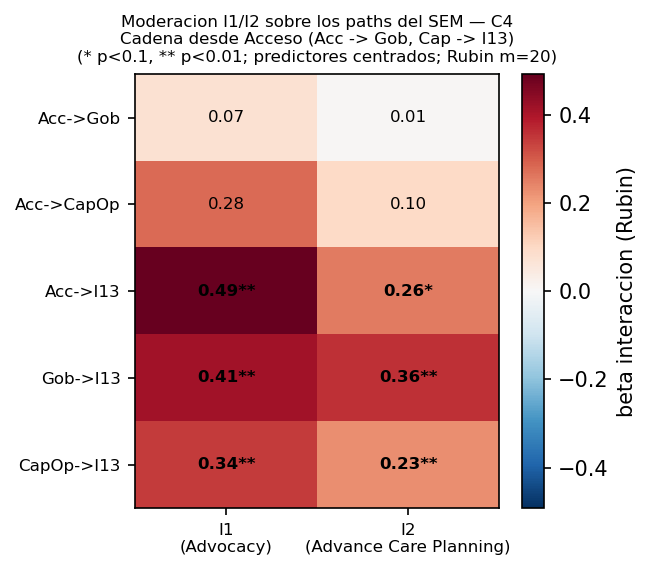 Moderacion I1/I2 sobre los paths del SEM — C4
Cadena desde Acceso (Acc -> Gob, Cap -> I13)
(* p<0.1, ** p<0.01; predictores centrados; Rubin m=20)
Acc->Gob
0.07
0.01
Acc->CapOp
0.28
0.10
Acc->I13
0.49**
0.26*
Gob->I13
0.41**
0.36**
CapOp->I13
0.34**
0.23**
I1
(Advocacy)
I2
(Advance Care Planning)
0.4
0.2
0.0
−0.2
−0.4
beta interaccion (Rubin)